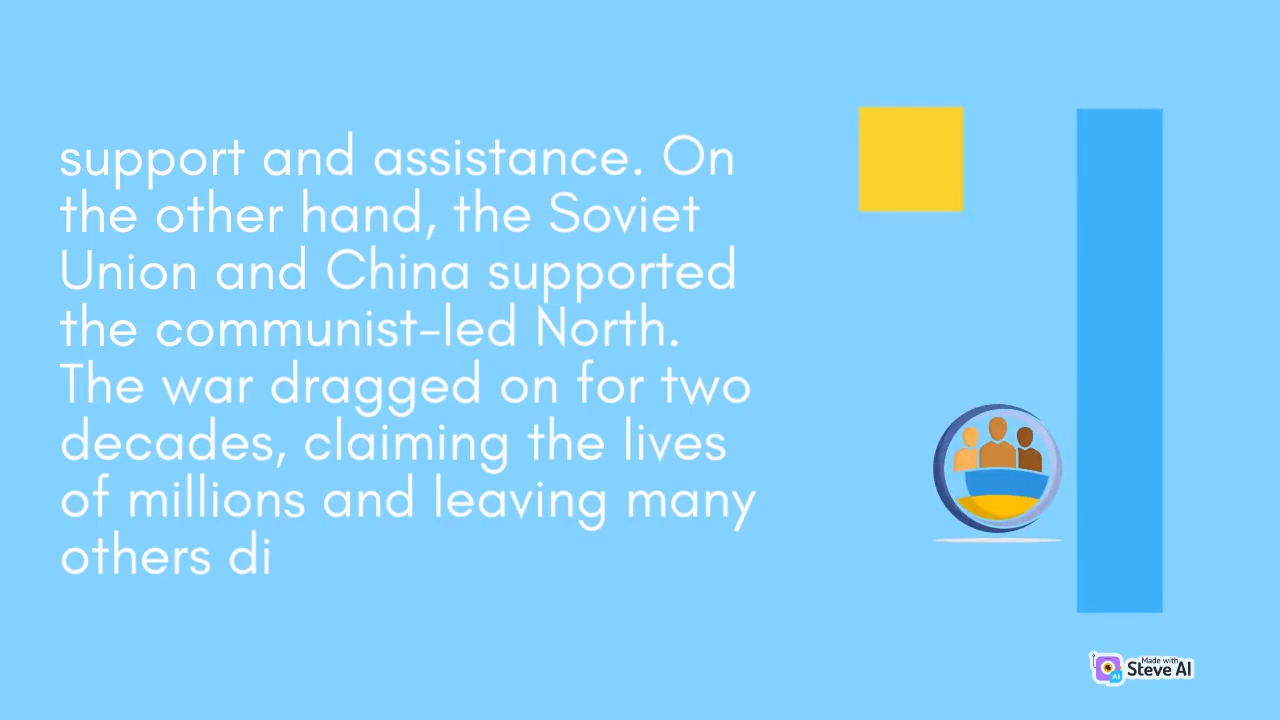 support and assistance. On
the other hand, the Soviet
Union and China supported
the communist-led North.
The war dragged on for two
decades, claiming the lives
of millions and leaving many
others di
Made with
Steve AI
AI